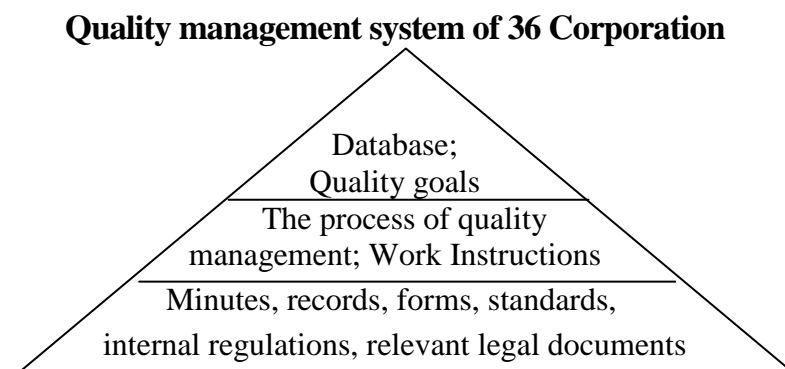 Quality management system of 36 Corporation
Database;
Quality goals
The process of quality
management; Work Instructions
Minutes, records, forms, standards,
internal regulations, relevant legal documents